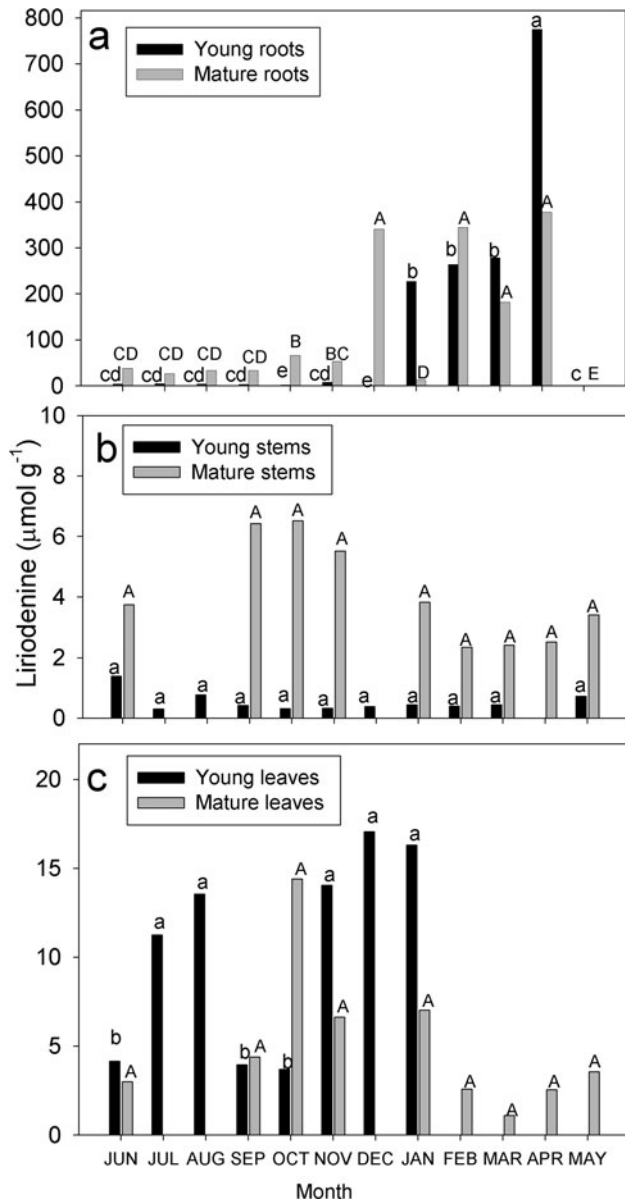 a
Young roots
Mature roots
800
700
600
500
400
300
200
100
0
cd CD cd CD cd CD cd CD e B cd BC e A b D b A b A a A c E
b
Young stems
Mature stems
10
8
6
4
2
0
a A a a a A a A a A a a A a A a A A a A
Liriodenine (µmol g⁻¹)
c
Young leaves
Mature leaves
20
15
10
5
0
b A a a b A b A a A a a A A A A A
JUN JUL AUG SEP OCT NOV DEC JAN FEB MAR APR MAY
Month